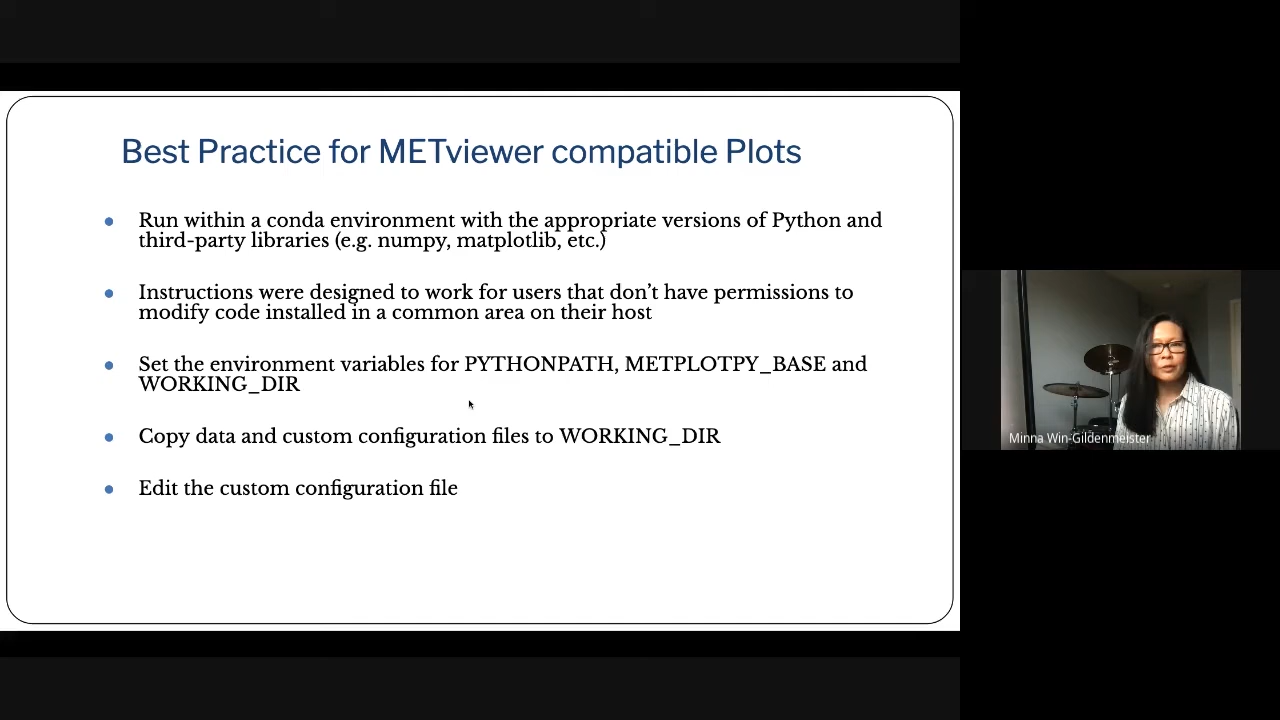 Best Practice for METviewer compatible Plots
Run within a conda environment with the appropriate versions of Python and
third-party libraries (e.g. numpy, matplotlib, etc.)
Instructions were designed to work for users that don’t have permissions to
modify code installed in a common area on their host
Set the environment variables for PYTHONPATH, METPLOTPY_BASE and
WORKING_DIR
Copy data and custom configuration files to WORKING_DIR
Edit the custom configuration file
Minna Win-Gildenmeister